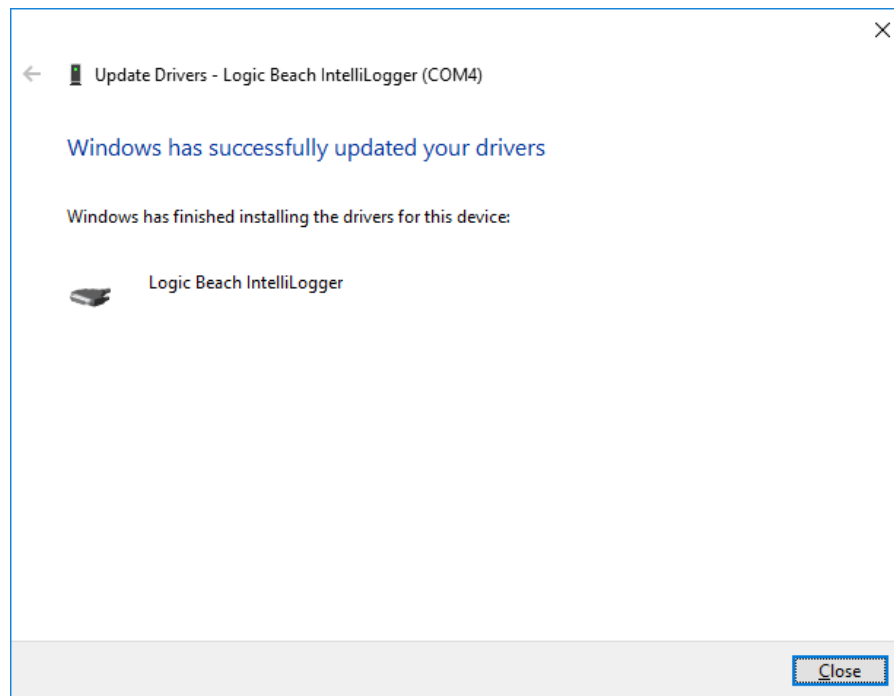 Update Drivers - Logic Beach IntelliLogger (COM4)
Windows has successfully updated your drivers
Windows has finished installing the drivers for this device:
Logic Beach IntelliLogger
Close